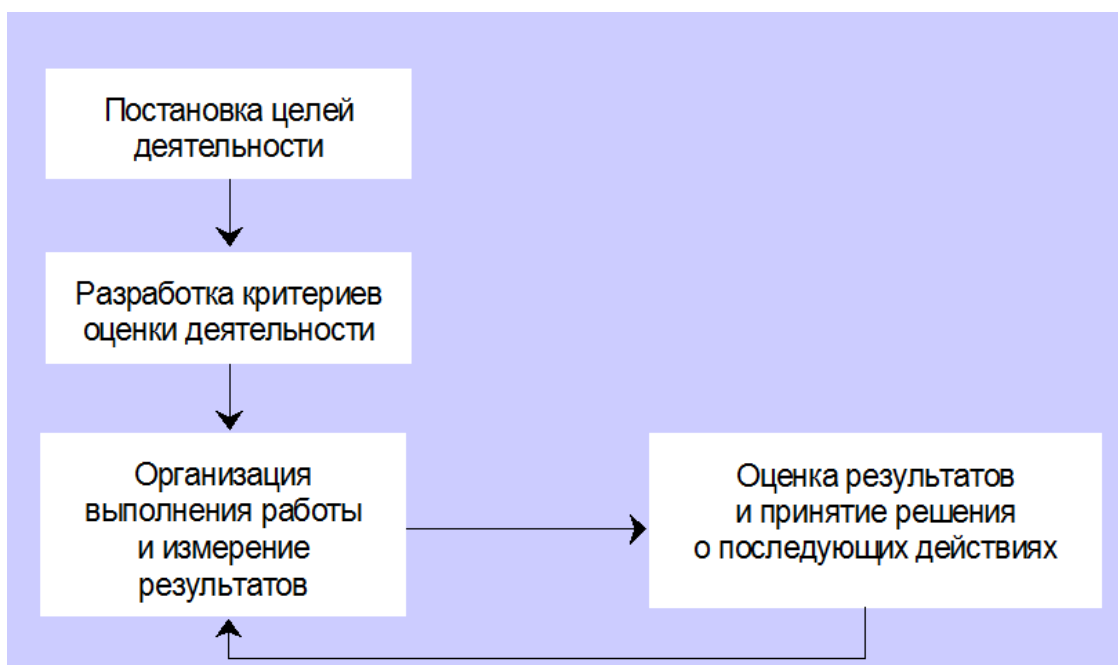 Постановка целей
деятельности
Разработка критериев
оценки деятельности
Организация
выполнения работы
и измерение
результатов
Оценка результатов
и принятие решения
о последующих действиях